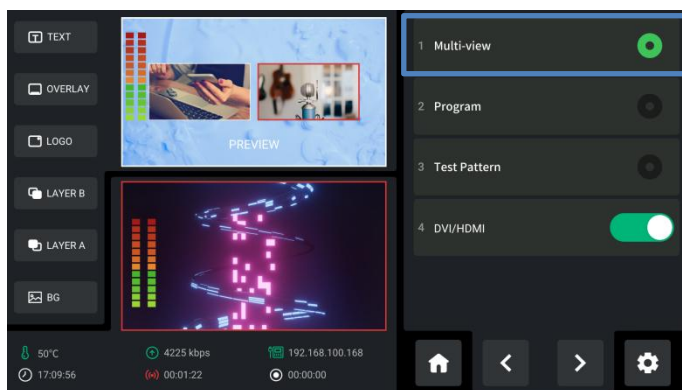 TEXT
OVERLAY
LOGO
LAYER B
LAYER A
BG
PREVIEW
1 Multi-view
2 Program
3 Test Pattern
4 DVI/HDMI
50°C
4225 kbps
192.168.100.168
17:09:56
00:01:22
00:00:00